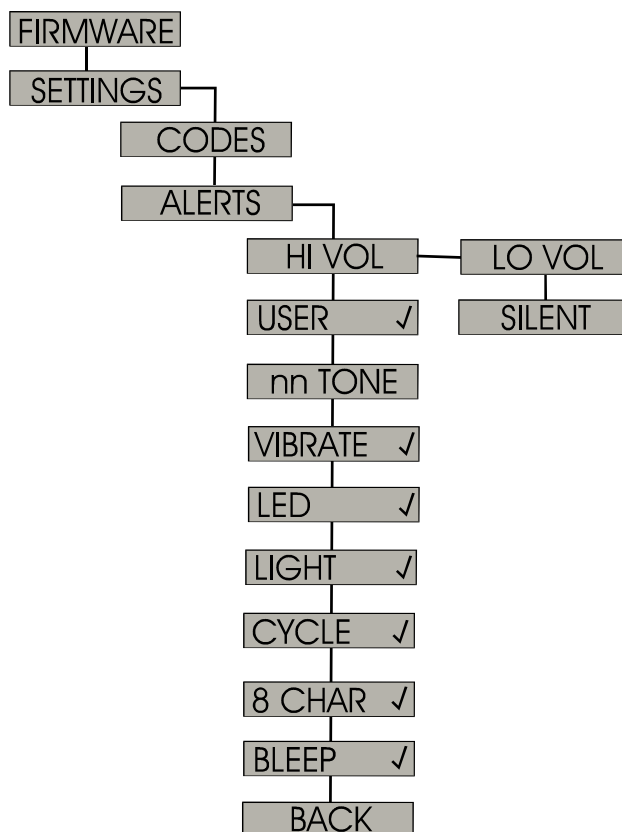 FIRMWARE
SETTINGS
CODES
ALERTS
HI VOL
LO VOL
USER ✓
SILENT
nn TONE
VIBRATE ✓
LED ✓
LIGHT ✓
CYCLE ✓
8 CHAR ✓
BLEEP ✓
BACK